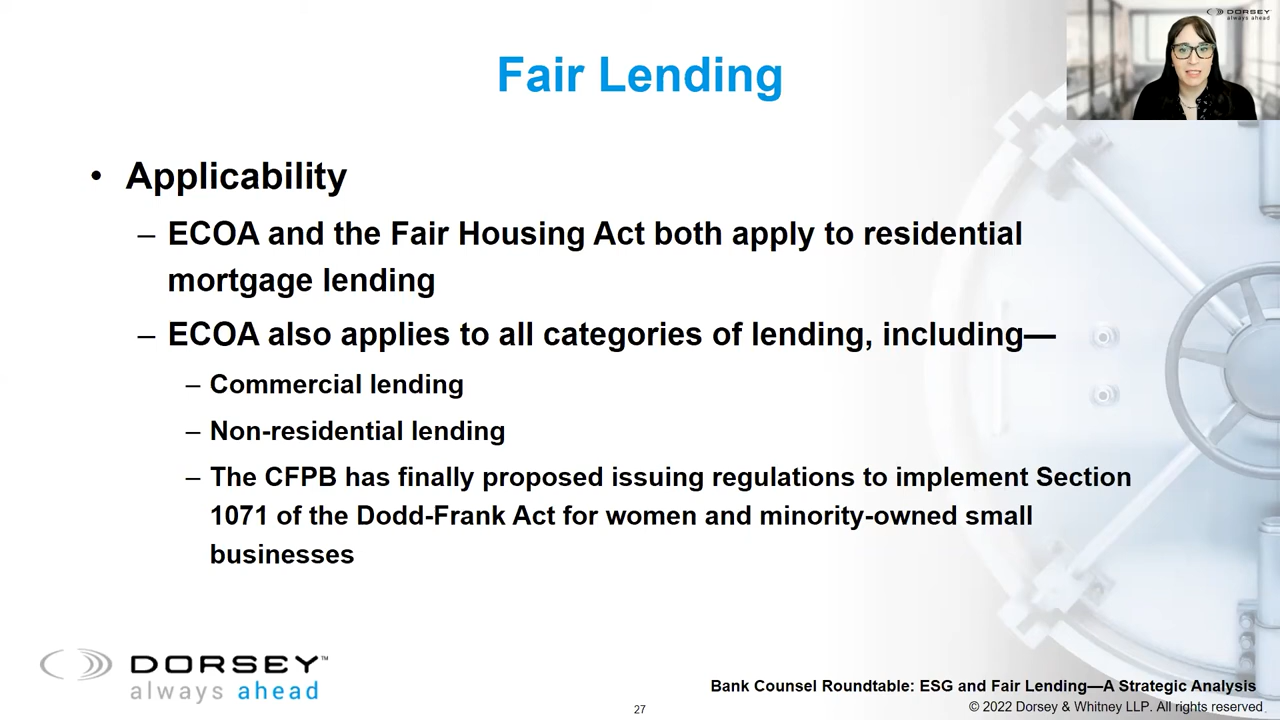 DORSEY
always ahead
Fair Lending
• Applicability
– ECOA and the Fair Housing Act both apply to residential
mortgage lending
– ECOA also applies to all categories of lending, including—
– Commercial lending
– Non-residential lending
– The CFPB has finally proposed issuing regulations to implement Section
1071 of the Dodd-Frank Act for women and minority-owned small
businesses
DORSEY™
always ahead
Bank Counsel Roundtable: ESG and Fair Lending—A Strategic Analysis
27
© 2022 Dorsey & Whitney LLP. All rights reserved.